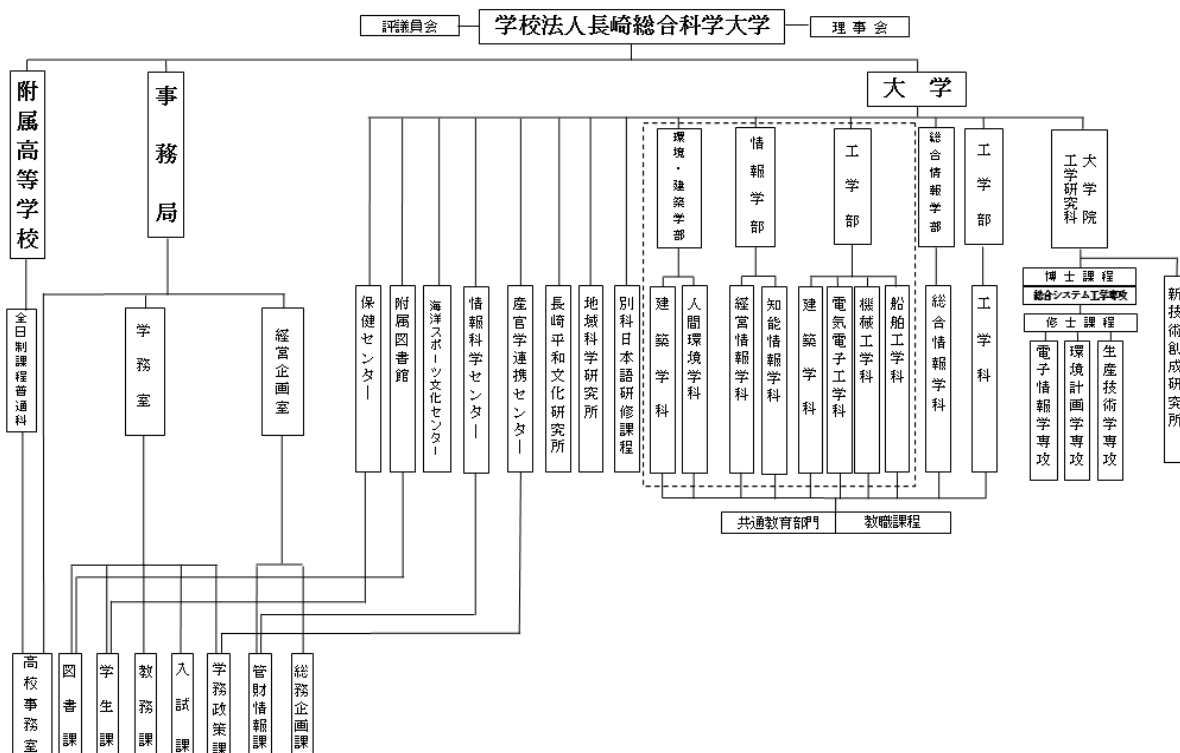 評議員会
学校法人長崎総合科学大学
理事会
附属高等学校
事務局
大学
環境・建築学部
情報学部
工学部
総合情報学部
工学部
大学院
工学研究科
全日制課程普通科
学務室
経営企画室
保健センター
附属図書館
海洋スポーツ文化センター
情報科学センター
産官学連携センター
長崎平和文化研究所
地域科学研究所
別科日本語研修課程
建築学科
人間環境学科
経営情報学科
知能情報学科
建築学科
電気電子工学科
機械工学科
船舶工学科
総合情報学科
工学科
博士課程
総合システム工学専攻
修士課程
電子情報学専攻
環境計画学専攻
生産技術学専攻
新技術創成研究所
共通教育部門
教職課程
高校事務室
図書課
学生課
教務課
入試課
学務政策課
管財情報課
総務企画課